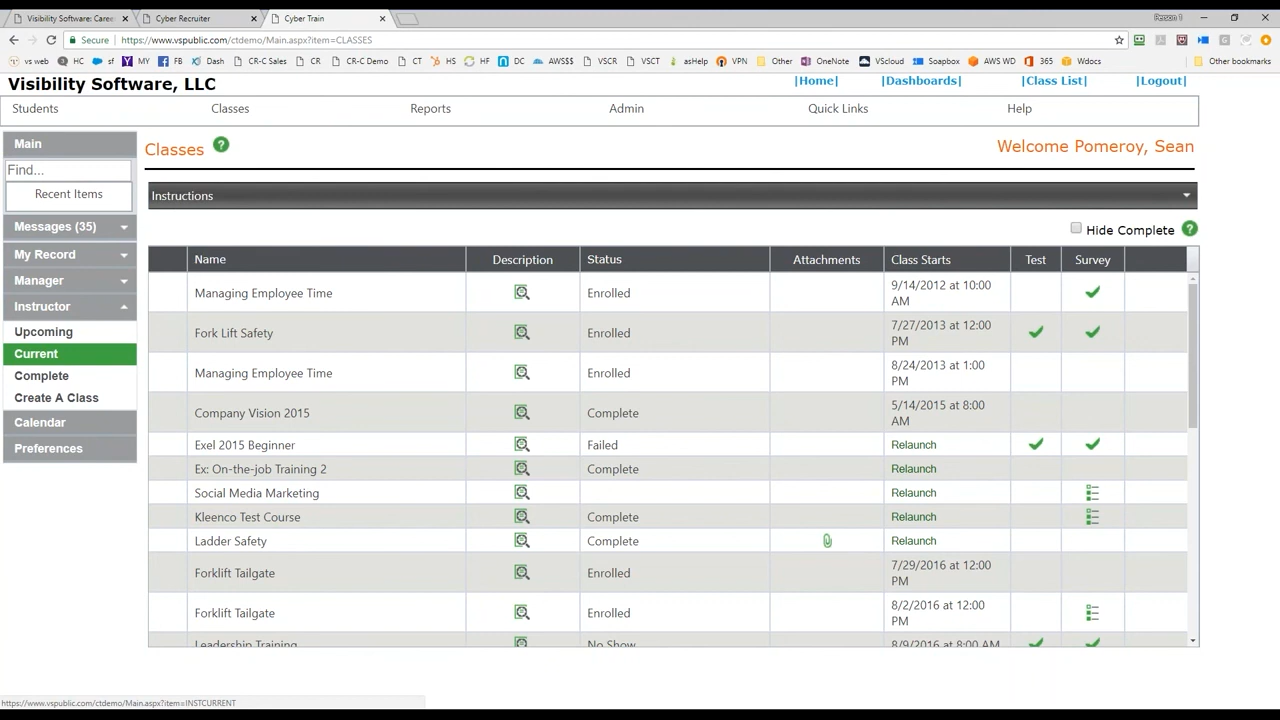 Visibility Software: Caree
Cyber Recruiter
Cyber Train
Person 1
Secure
https://www.vspublic.com/ctdemo/Main.aspx?item=CLASSES
vs web HC sf MY FB Dash CR-C Sales CR CR-C Demo CT HS HF DC AWS$$ VSCR VSCT asHelp VPN Other OneNote VScloud Soapbox AWS WD 365 Wdocs Other bookmarks
Visibility Software, LLC
|Home| |Dashboards| |Class List| |Logout|
Students Classes Reports Admin Quick Links Help
Main
Find...
Recent Items
Messages (35)
My Record
Manager
Instructor
Upcoming
Current
Complete
Create A Class
Calendar
Preferences
Classes ?
Welcome Pomeroy, Sean
Instructions
Hide Complete ?
Name Description Status Attachments Class Starts Test Survey
Managing Employee Time Enrolled 9/14/2012 at 10:00
AM
Fork Lift Safety Enrolled 7/27/2013 at 12:00
PM
Managing Employee Time Enrolled 8/24/2013 at 1:00
PM
Company Vision 2015 Complete 5/14/2015 at 8:00
AM
Exel 2015 Beginner Failed Relaunch
Ex: On-the-job Training 2 Complete Relaunch
Social Media Marketing Relaunch
Kleenco Test Course Complete Relaunch
Ladder Safety Complete Relaunch
Forklift Tailgate Enrolled 7/29/2016 at 12:00
PM
Forklift Tailgate Enrolled 8/2/2016 at 12:00
PM
Leadership Training No Show 8/9/2016 at 8:00 AM
https://www.vspublic.com/ctdemo/Main.aspx?item=INSTCURRENT